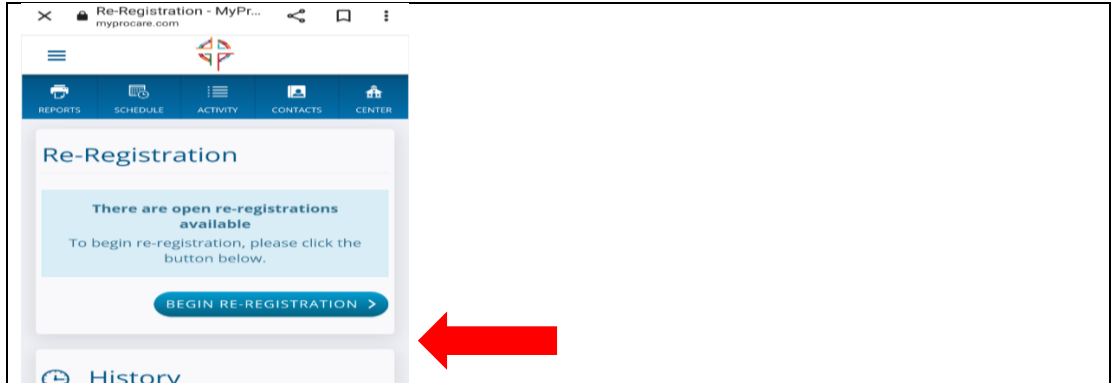 Re-Registration - MyPr...
myprocare.com
REPORTS SCHEDULE ACTIVITY CONTACTS CENTER
Re-Registration
There are open re-registrations
available
To begin re-registration, please click the
button below.
BEGIN RE-REGISTRATION >
History